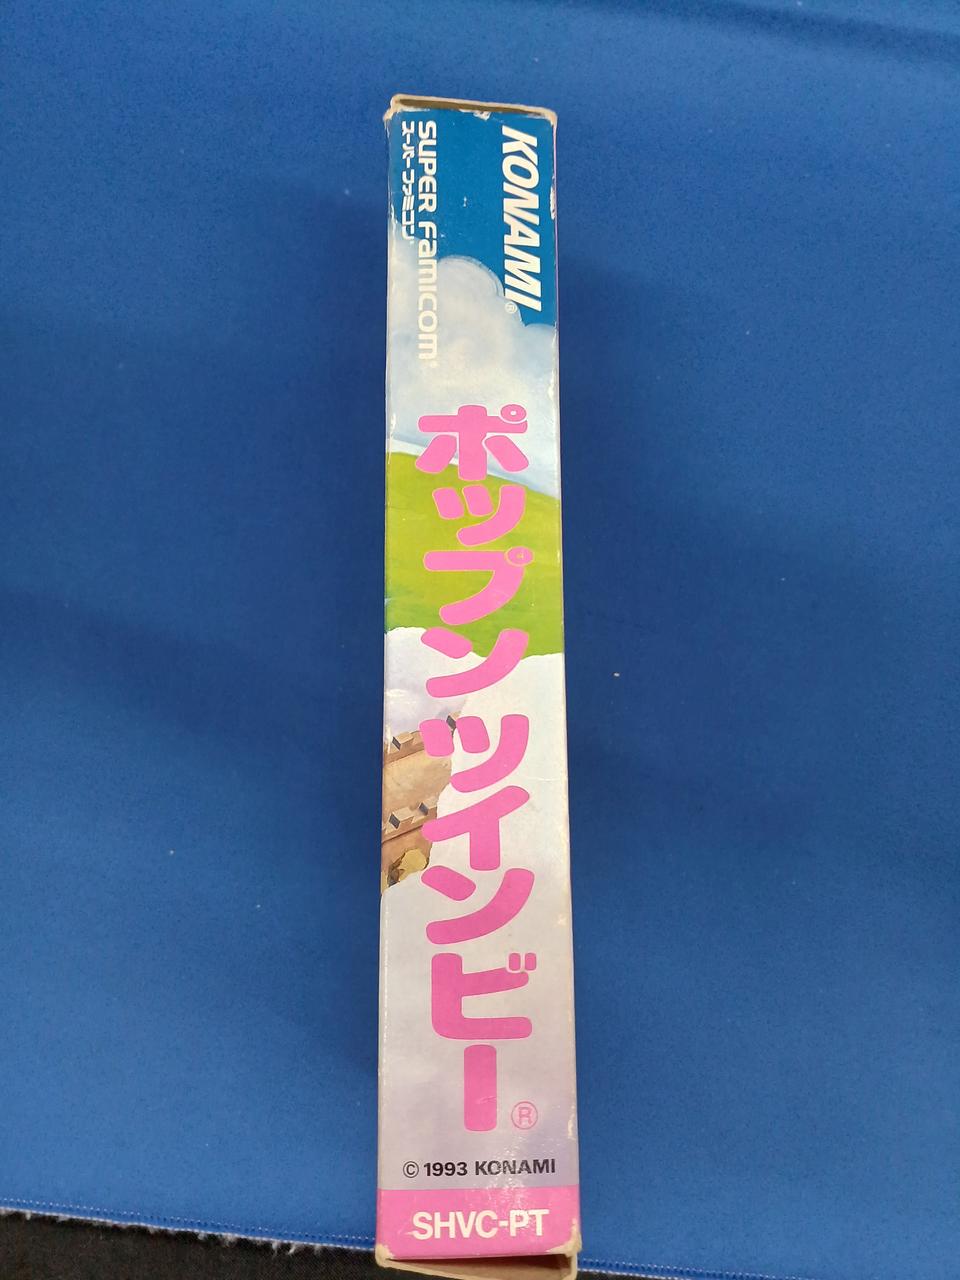 KONAMI®
SUPER FAMICOM®
スーパーファミコン
ポップンツインビー®
© 1993 KONAMI
SHVC-PT